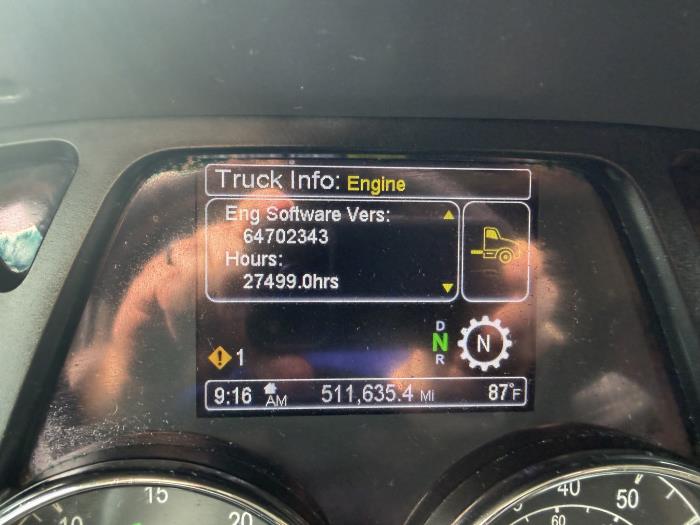 Truck Info: Engine
Eng Software Vers:
64702343
Hours:
27499.0hrs
D
N
R
N
1
9:16 AM 511,635.4 MI 87°F
15
10
20
40
50
60